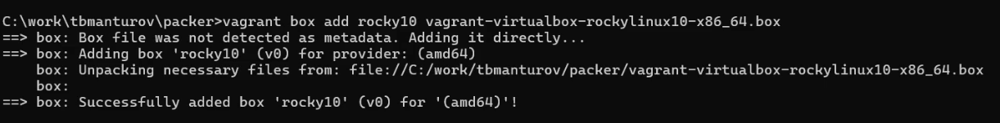 C:\work\tbmanturov\packer>vagrant box add rocky10 vagrant-virtualbox-rockylinux10-x86_64.box
==> box: Box file was not detected as metadata. Adding it directly...
==> box: Adding box 'rocky10' (v0) for provider: (amd64)
    box: Unpacking necessary files from: file://C:/work/tbmanturov/packer/vagrant-virtualbox-rockylinux10-x86_64.box
    box:
==> box: Successfully added box 'rocky10' (v0) for '(amd64)'!